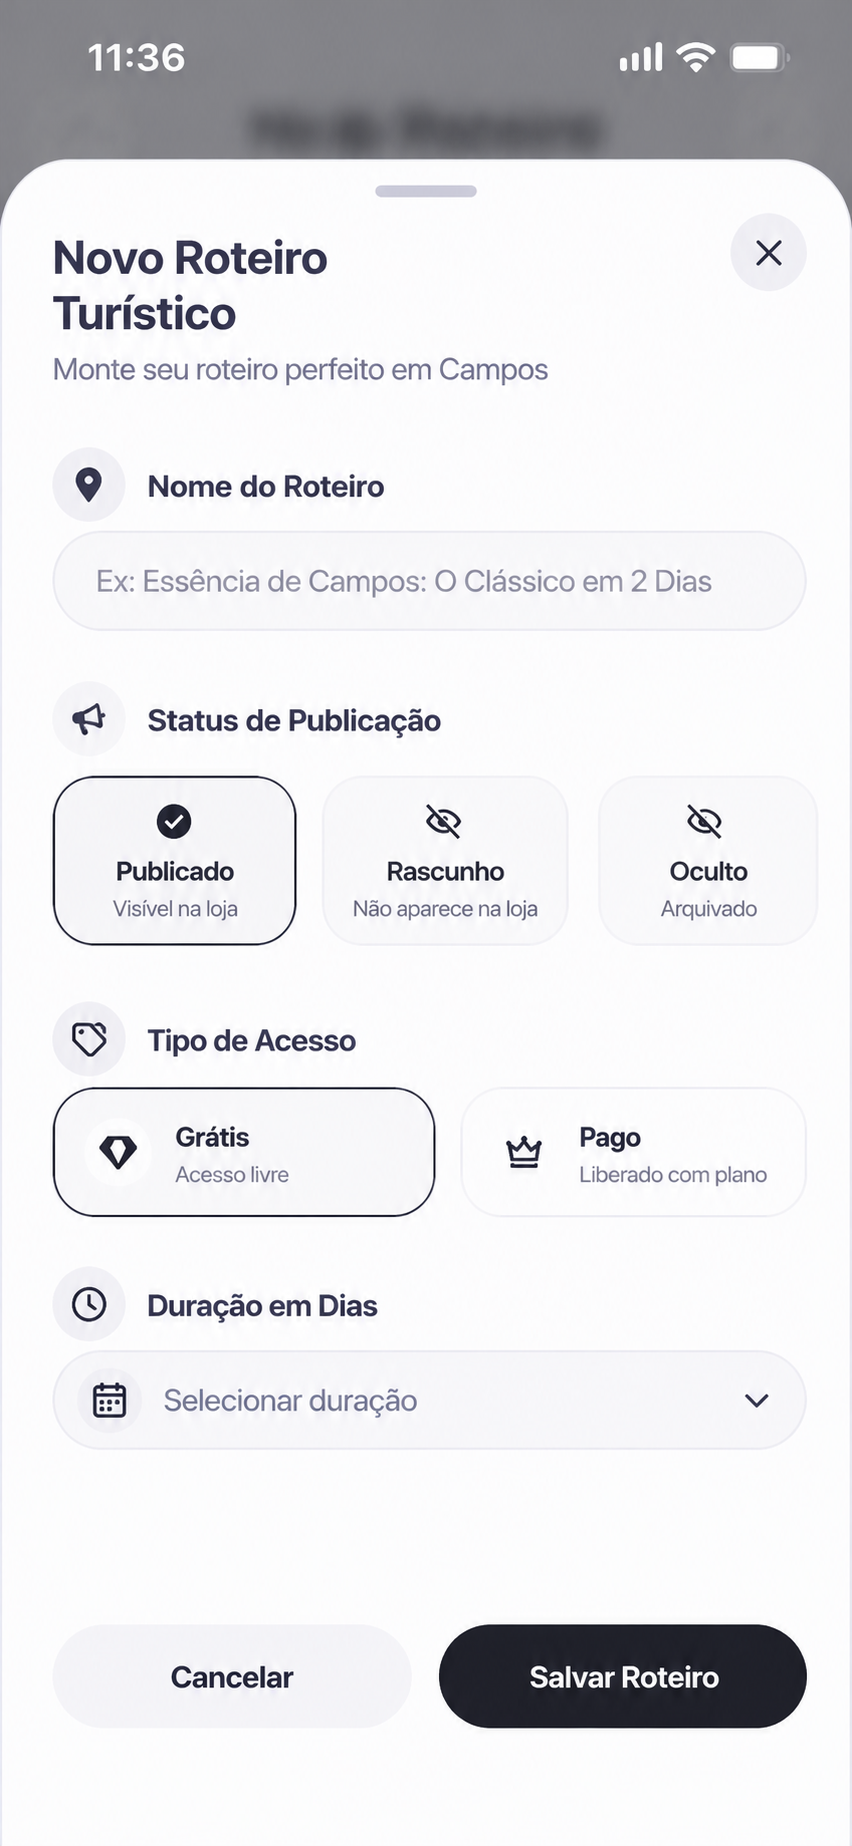 11:36
Novo Roteiro
Turístico
Monte seu roteiro perfeito em Campos
Nome do Roteiro
Ex: Essência de Campos: O Clássico em 2 Dias
Status de Publicação
Publicado
Visível na loja
Rascunho
Não aparece na loja
Oculto
Arquivado
Tipo de Acesso
Grátis
Acesso livre
Pago
Liberado com plano
Duração em Dias
Selecionar duração
Cancelar
Salvar Roteiro